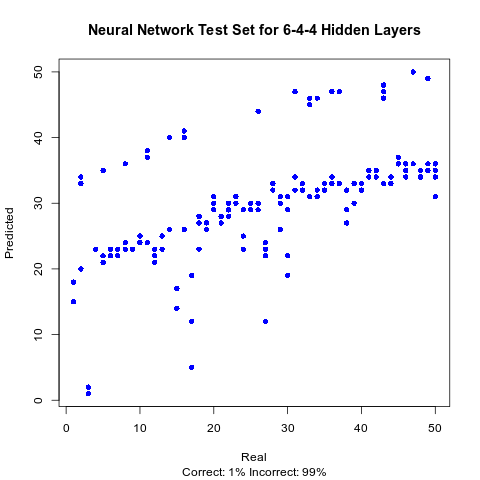 Neural Network Test Set for 6-4-4 Hidden Layers
Predicted
50
40
30
20
10
0
0 10 20 30 40 50
Real
Correct: 1% Incorrect: 99%